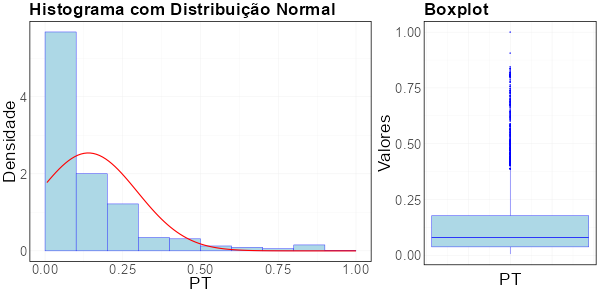 Histograma com Distribuição Normal
Densidade
4
2
0
0.00 0.25 0.50 0.75 1.00
PT
Boxplot
Valores
1.00
0.75
0.50
0.25
0.00
PT